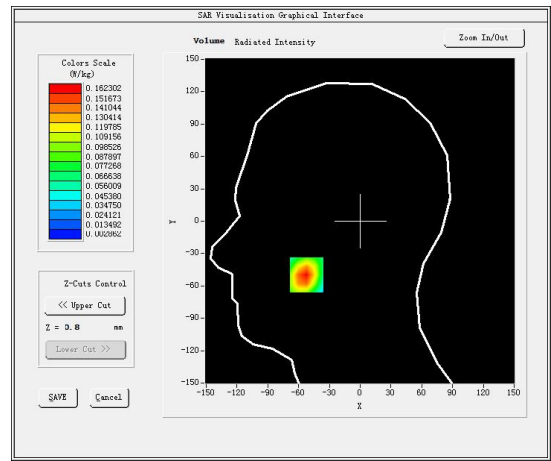 SAR Visualisation Graphical Interface
Volume Radiated Intensity
Zoom In/Out
Colors Scale
(W/kg)
0.162302
0.151673
0.141044
0.130414
0.119785
0.109156
0.098526
0.087897
0.077268
0.066638
0.056009
0.045380
0.034750
0.024121
0.013492
0.002862
Z-Cuts Control
<< Upper Cut
Z = 0.8 mm
Lower Cut >>
SAVE
Cancel
150
120
90
60
30
0
-30
-60
-90
-120
-150
Y
-150 -120 -90 -60 -30 0 30 60 90 120 150
X